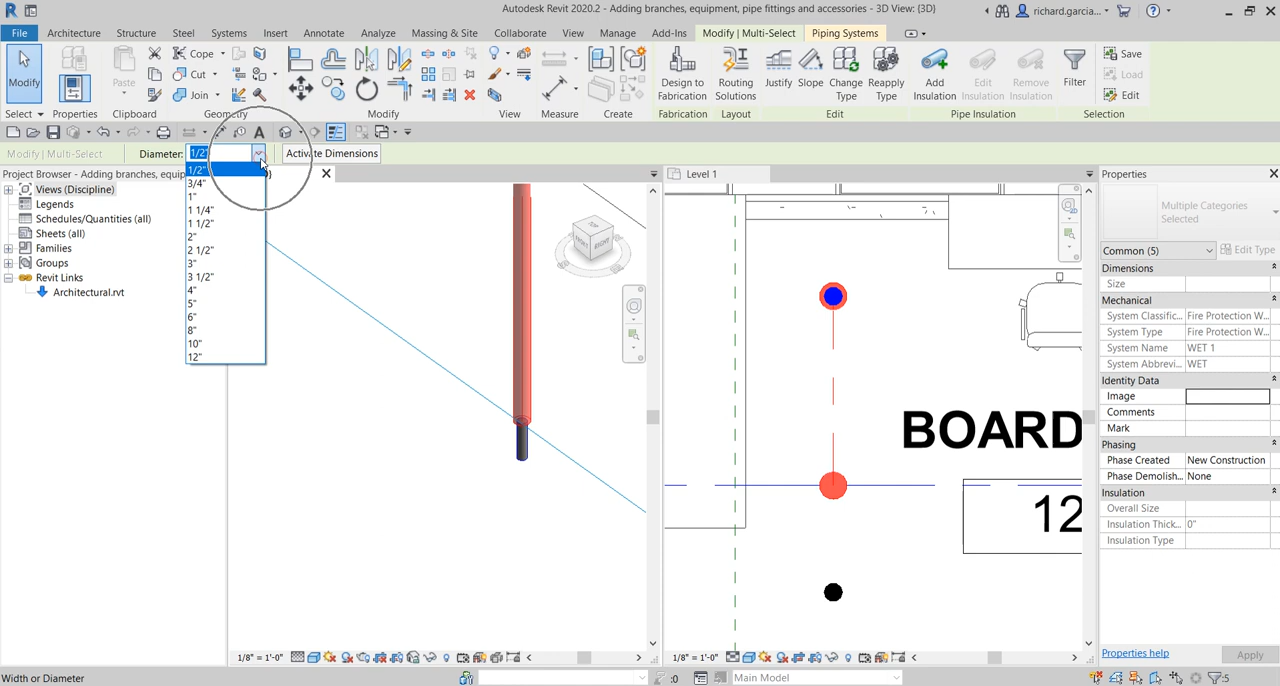 Autodesk Revit 2020.2 - Adding branches, equipment, pipe fittings and accessories - 3D View: {3D}
richard.garcia...
File Architecture Structure Steel Systems Insert Annotate Analyze Massing & Site Collaborate View Manage Add-Ins Modify | Multi-Select Piping Systems
Modify
Paste
Cope
Cut
Join
Design to Fabrication
Routing Solutions
Justify
Slope
Change Type
Reapply Type
Add Insulation
Edit Insulation
Remove Insulation
Filter
Save
Load
Edit
Select Properties Clipboard Geometry Modify View Measure Create Fabrication Layout Edit Pipe Insulation Selection
Modify | Multi-Select
Diameter: 1/2"
Activate Dimensions
1/2"
3/4"
1"
1 1/4"
1 1/2"
2"
2 1/2"
3"
3 1/2"
4"
5"
6"
8"
10"
12"
Project Browser - Adding branches, equip
Views (Discipline)
Legends
Schedules/Quantities (all)
Sheets (all)
Families
Groups
Revit Links
Architectural.rvt
TOP
FRONT
RIGHT
Level 1
BOARD
12
Properties
Multiple Categories
Selected
Common (5)
Edit Type
Dimensions
Size
Mechanical
System Classific... Fire Protection W...
System Type Fire Protection W...
System Name WET 1
System Abbrevi... WET
Identity Data
Image
Comments
Mark
Phasing
Phase Created New Construction
Phase Demolish... None
Insulation
Overall Size
Insulation Thick... 0"
Insulation Type
Properties help
Apply
1/8" = 1'-0"
1/8" = 1'-0"
Width or Diameter
:0
Main Model
:5